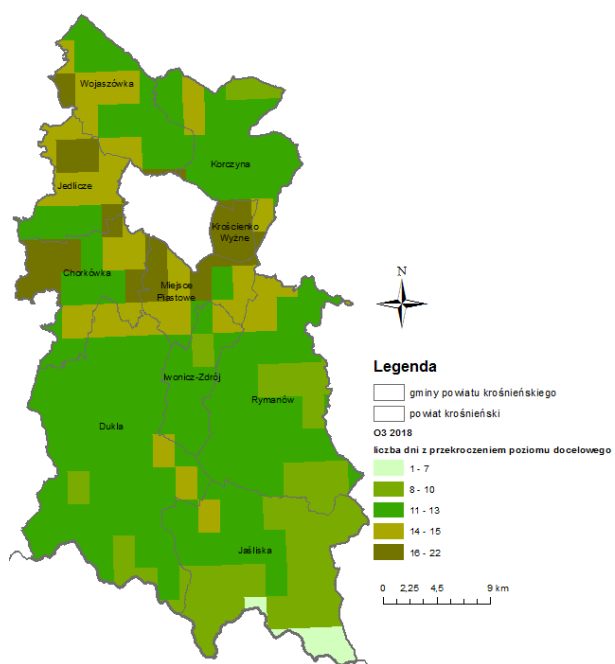 Wojaszówka
Korczyna
Jedlicze
Krościenko
Wyżne
Chorkówka
Miejsce
Piastowe
N
Iwonicz-Zdrój
Rymanów
Dukla
Jaśliska
Legenda
gminy powiatu krośnieńskiego
powiat krośnieński
O3 2018
liczba dni z przekroczeniem poziomu docelowego
1 - 7
8 - 10
11 - 13
14 - 15
16 - 22
0 2,25 4,5 9 km